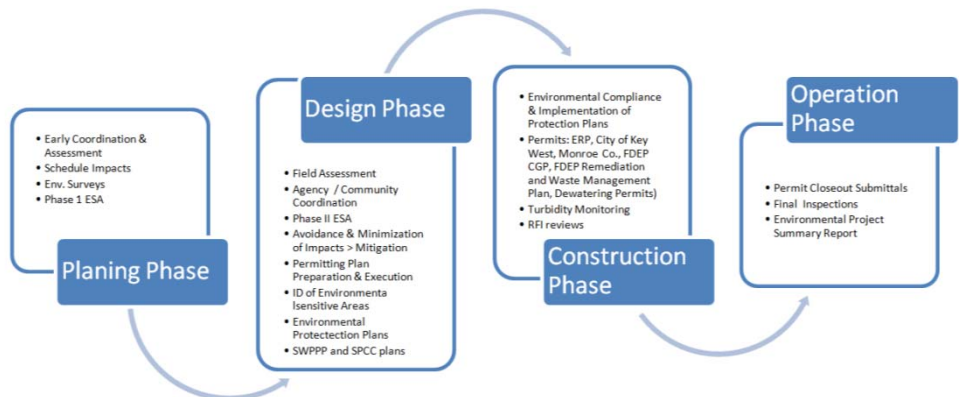 • Early Coordination &
Assessment
• Schedule Impacts
• Env. Surveys
• Phase 1 ESA
Planing Phase
Design Phase
• Field Assessment
• Agency / Community
Coordination
• Phase II ESA
• Avoidance & Minimization
of Impacts > Mitigation
• Permitting Plan
Preparation & Execution
• ID of Environmenta
lsensitive Areas
• Environmental
Protectection Plans
• SWPPP and SPCC plans
• Environmental Compliance
& Implementation of
Protection Plans
• Permits: ERP, City of Key
West, Monroe Co., FDEP
CGP, FDEP Remediation
and Waste Management
Plan, Dewatering Permits)
• Turbidity Monitoring
• RFI reviews
Construction
Phase
Operation
Phase
• Permit Closeout Submittals
• Final Inspections
• Environmental Project
Summary Report